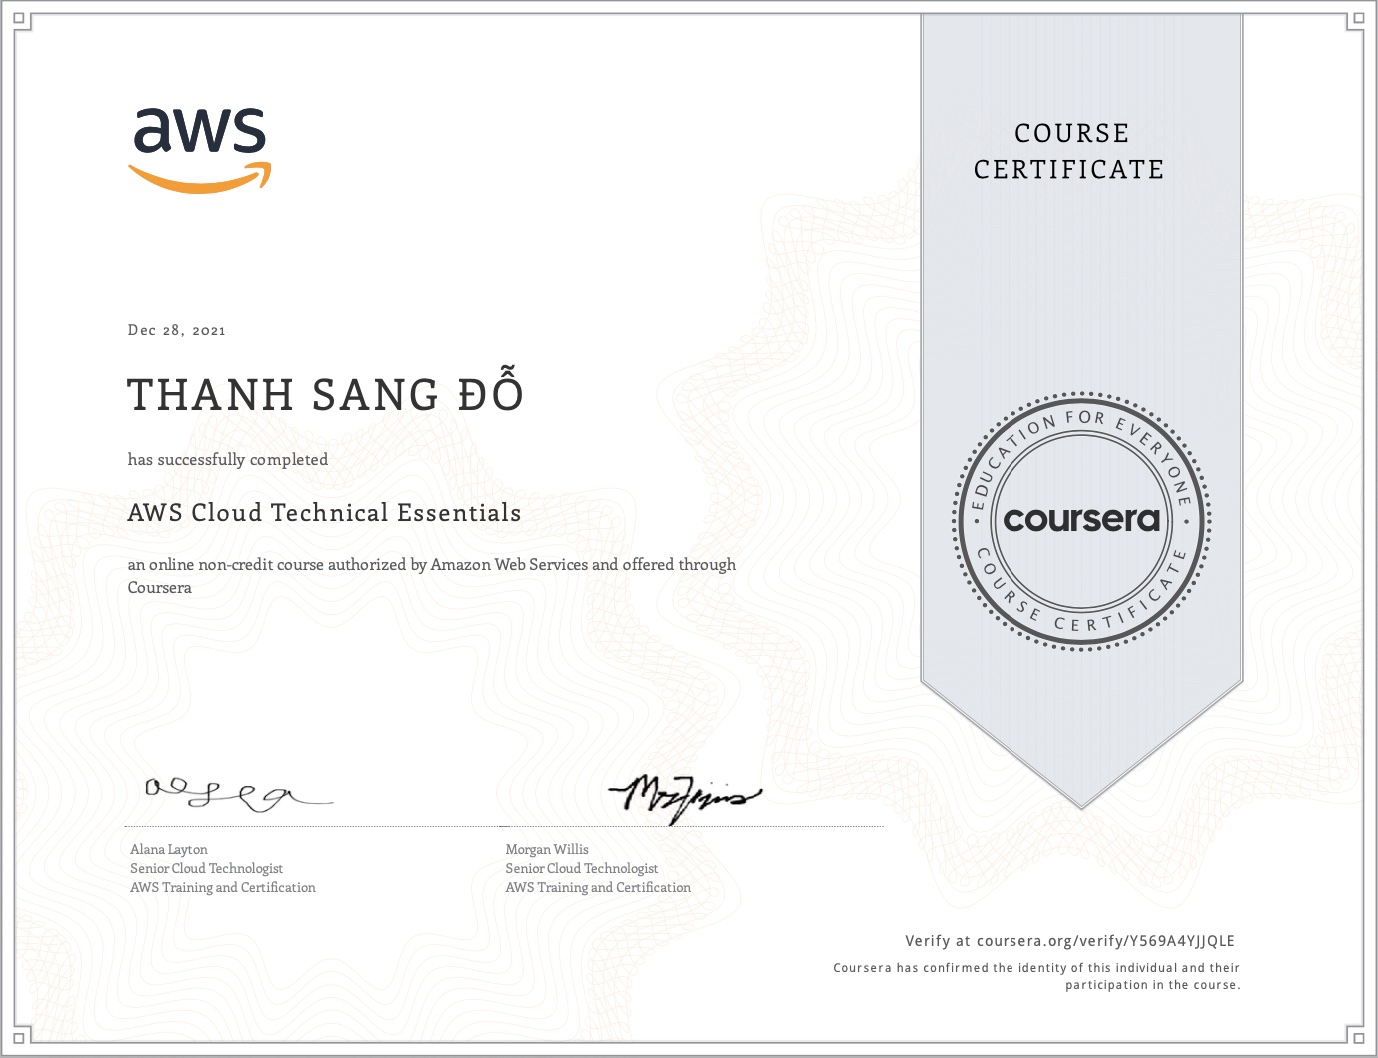 aws
COURSE
CERTIFICATE
Dec 28, 2021
THANH SANG ĐỖ
has successfully completed
AWS Cloud Technical Essentials
an online non-credit course authorized by Amazon Web Services and offered through
Coursera
EDUCATION FOR EVERYONE
coursera
COURSE CERTIFICATE
Alana Layton
Senior Cloud Technologist
AWS Training and Certification
Morgan Willis
Senior Cloud Technologist
AWS Training and Certification
Verify at coursera.org/verify/Y569A4YJJQLE
Coursera has confirmed the identity of this individual and their
participation in the course.